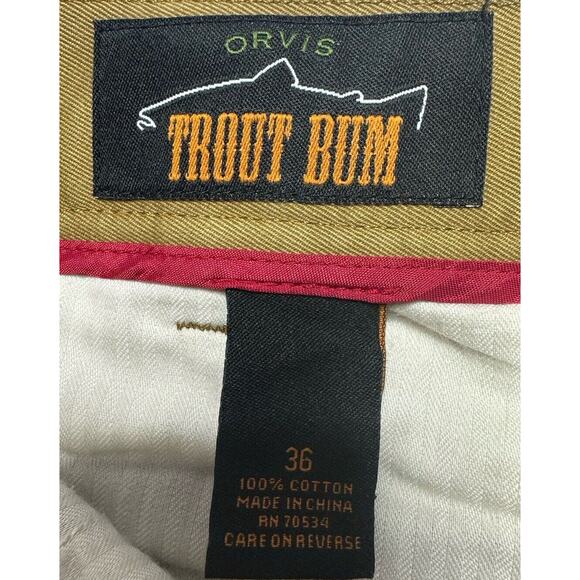 ORVIS
TROUT BUM
36
100% COTTON
MADE IN CHINA
RN 70534
CARE ON REVERSE